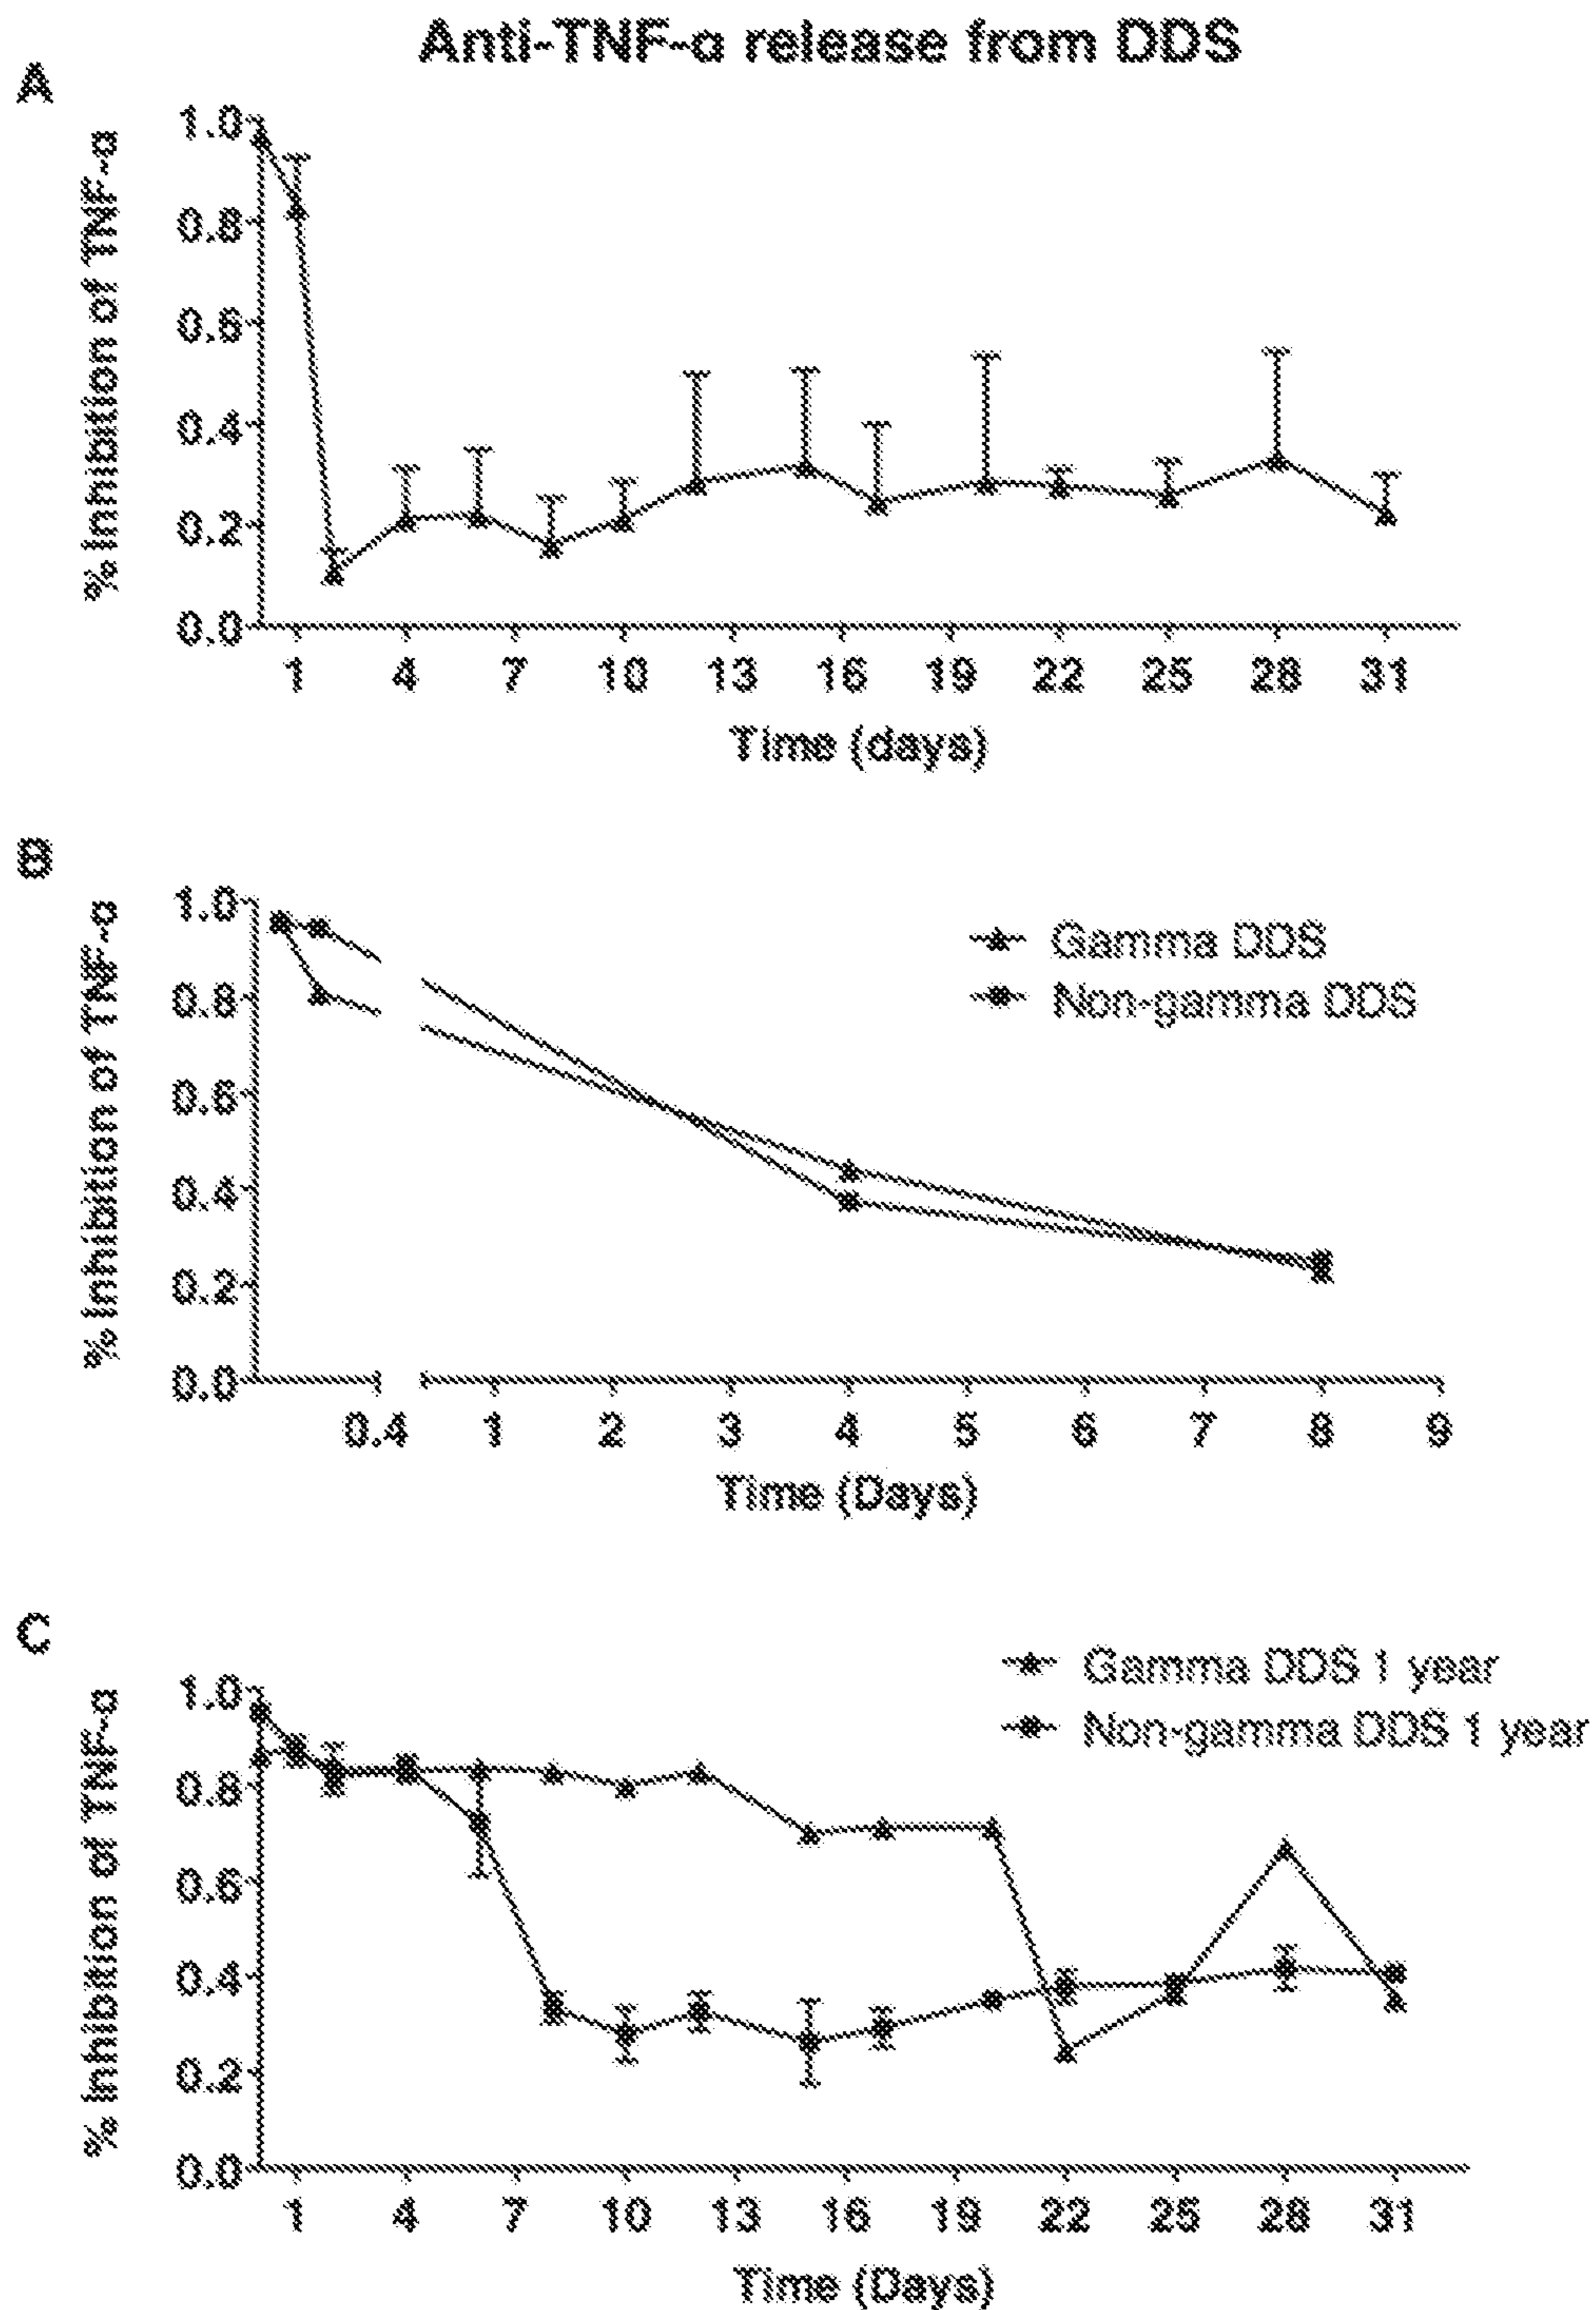 Anti-TNF-α release from DDS
A
% Inhibition of TNF-α
1.0
0.8
0.6
0.4
0.2
0.0
1 4 7 10 13 16 19 22 25 28 31
Time (days)
B
% Inhibition of TNF-α
1.0
0.8
0.6
0.4
0.2
0.0
Gamma DDS
Non-gamma DDS
0.4 1 2 3 4 5 6 7 8 9
Time (Days)
C
% Inhibition of TNF-α
Gamma DDS 1 year
Non-gamma DDS 1 year
1.0
0.8
0.6
0.4
0.2
0.0
1 4 7 10 13 16 19 22 25 28 31
Time (Days)